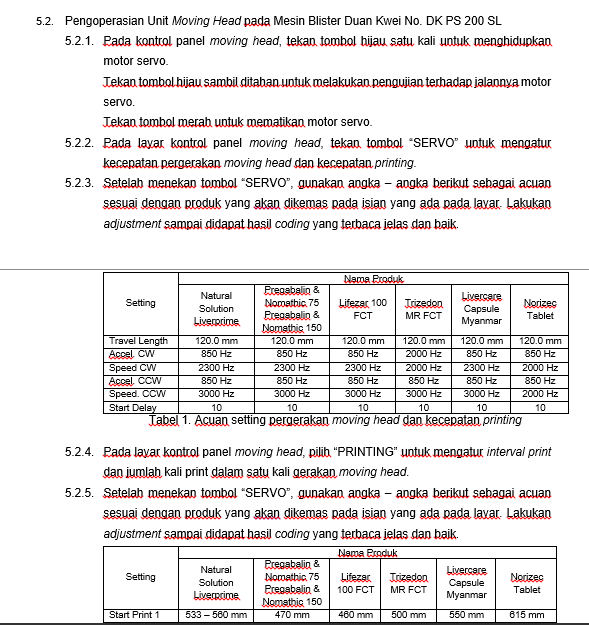 5.2. Pengoperasian Unit Moving Head pada Mesin Blister Duan Kwei No. DK PS 200 SL
5.2.1. Pada kontrol panel moving head, tekan tombol hijau satu kali untuk menghidupkan
motor servo.
Tekan tombol hijau sambil ditahan untuk melakukan pengujian terhadap jalannya motor
servo.
Tekan tombol merah untuk mematikan motor servo.
5.2.2. Pada layar kontrol panel moving head, tekan tombol “SERVO” untuk mengatur
kecepatan pergerakan moving head dan kecepatan printing.
5.2.3. Setelah menekan tombol “SERVO”, gunakan angka – angka berikut sebagai acuan
sesuai dengan produk yang akan dikemas pada isian yang ada pada layar. Lakukan
adjustment sampai didapat hasil coding yang terbaca jelas dan baik.
Nama Produk
Setting
Natural
Solution
Liverprime
Pregabalin &
Nomathic 75
Pregabalin &
Nomathic 150
Lifezar 100
FCT
Trizedon
MR FCT
Livercare
Capsule
Myanmar
Norizec
Tablet
Travel Length 120.0 mm 120.0 mm 120.0 mm 120.0 mm 120.0 mm 120.0 mm
Accel. CW 850 Hz 850 Hz 850 Hz 2000 Hz 850 Hz 850 Hz
Speed CW 2300 Hz 2300 Hz 2300 Hz 2000 Hz 2300 Hz 2000 Hz
Accel. CCW 850 Hz 850 Hz 850 Hz 850 Hz 850 Hz 850 Hz
Speed. CCW 3000 Hz 3000 Hz 3000 Hz 3000 Hz 3000 Hz 2000 Hz
Start Delay 10 10 10 10 10 10
Tabel 1. Acuan setting pergerakan moving head dan kecepatan printing
5.2.4. Pada layar kontrol panel moving head, pilih “PRINTING” untuk mengatur interval print
dan jumlah kali print dalam satu kali gerakan moving head.
5.2.5. Setelah menekan tombol “SERVO”, gunakan angka – angka berikut sebagai acuan
sesuai dengan produk yang akan dikemas pada isian yang ada pada layar. Lakukan
adjustment sampai didapat hasil coding yang terbaca jelas dan baik.
Nama Produk
Setting
Natural
Solution
Liverprime
Pregabalin &
Nomathic 75
Pregabalin &
Nomathic 150
Lifezar
100 FCT
Trizedon
MR FCT
Livercare
Capsule
Myanmar
Norizec
Tablet
Start Print 1 533 – 560 mm 470 mm 460 mm 500 mm 550 mm 615 mm